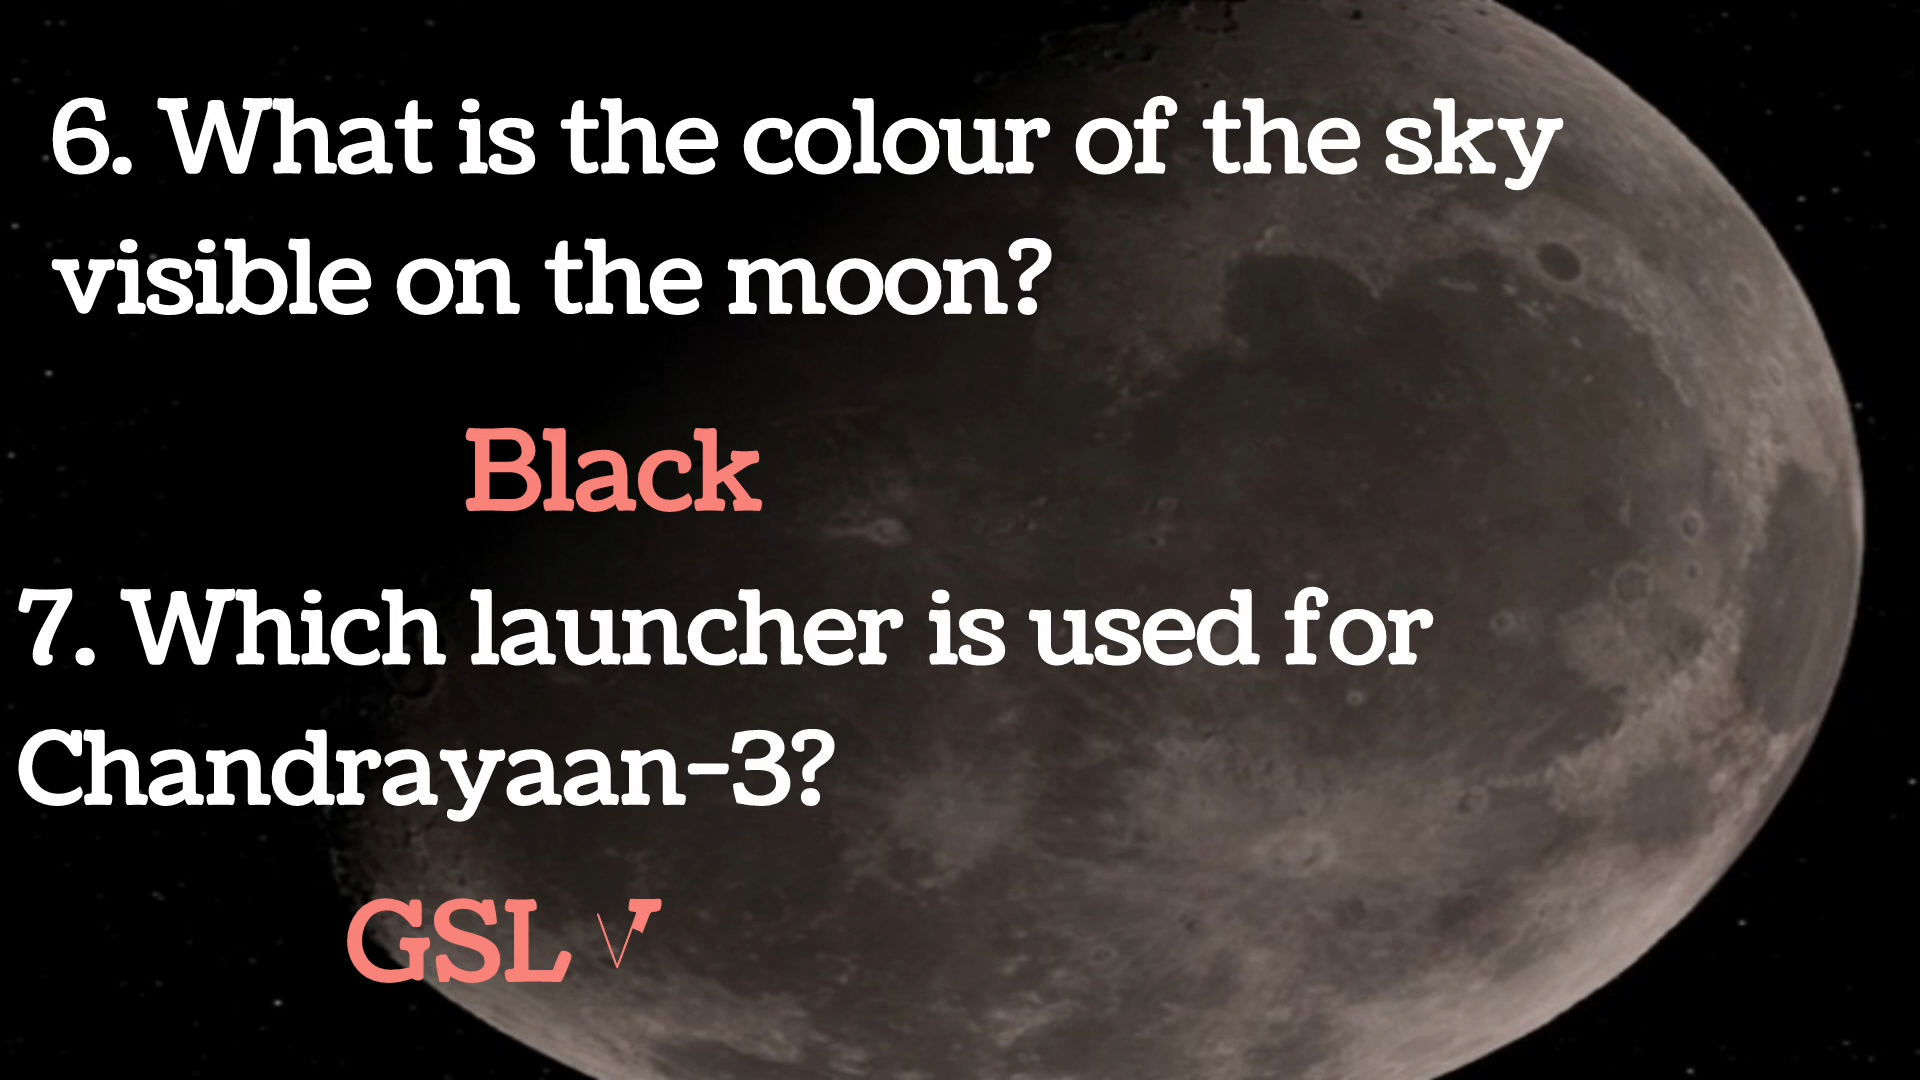 6. What is the colour of the sky
visible on the moon?
Black
7. Which launcher is used for
Chandrayaan-3?
GSLV